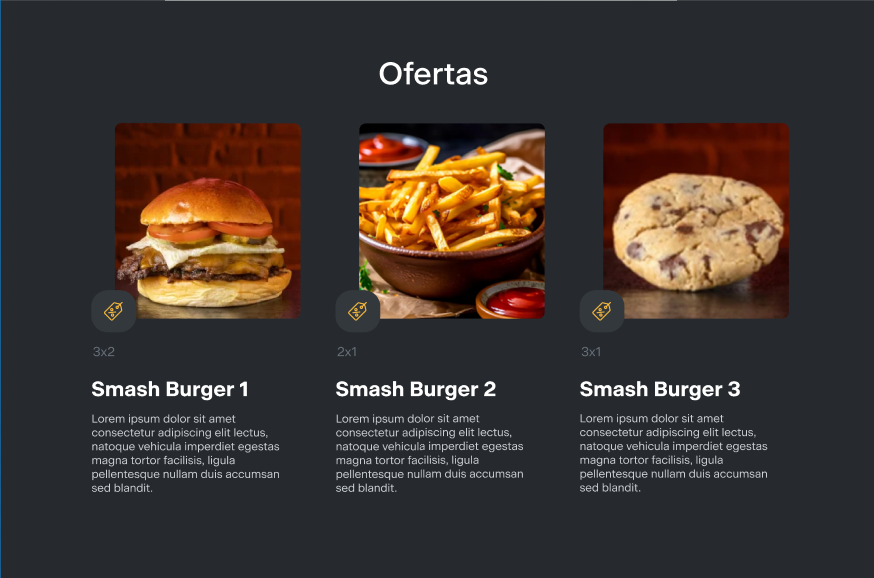 Ofertas
3x2
Smash Burger 1
Lorem ipsum dolor sit amet
consectetur adipiscing elit lectus,
natoque vehicula imperdiet egestas
magna tortor facilisis, ligula
pellentesque nullam duis accumsan
sed blandit.
2x1
Smash Burger 2
Lorem ipsum dolor sit amet
consectetur adipiscing elit lectus,
natoque vehicula imperdiet egestas
magna tortor facilisis, ligula
pellentesque nullam duis accumsan
sed blandit.
3x1
Smash Burger 3
Lorem ipsum dolor sit amet
consectetur adipiscing elit lectus,
natoque vehicula imperdiet egestas
magna tortor facilisis, ligula
pellentesque nullam duis accumsan
sed blandit.